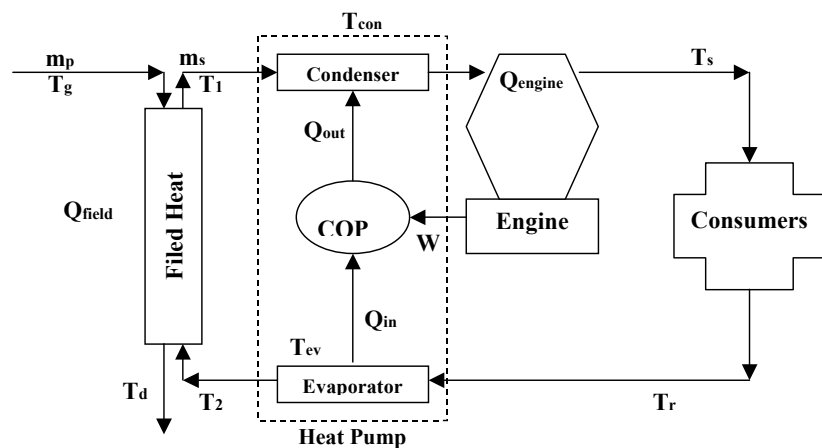 Tcon
mp
Tg
ms
T1
Condenser
Qengine
Ts
Qout
Qfield
Filed Heat
COP
W
Engine
Consumers
Qin
Tev
Td
T2
Evaporator
Tr
Heat Pump